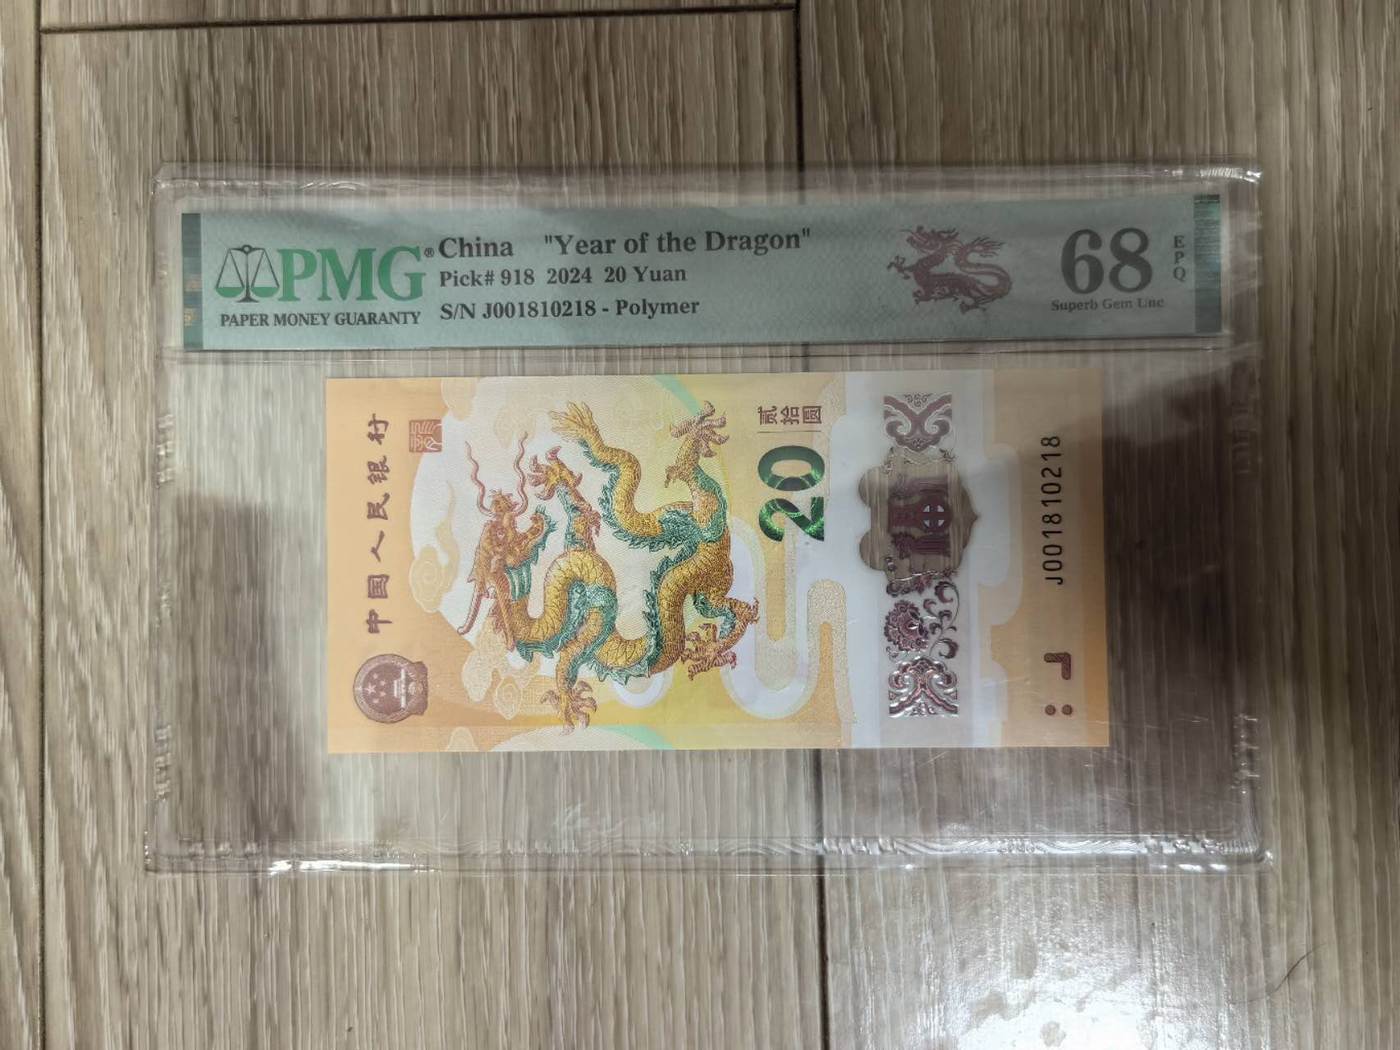 PMG®
PAPER MONEY GUARANTY
China "Year of the Dragon"
Pick# 918 2024 20 Yuan
S/N J001810218 - Polymer
68
EPQ
Superb Gem Unc
中国人民银行
贰拾圆
20
J001810218